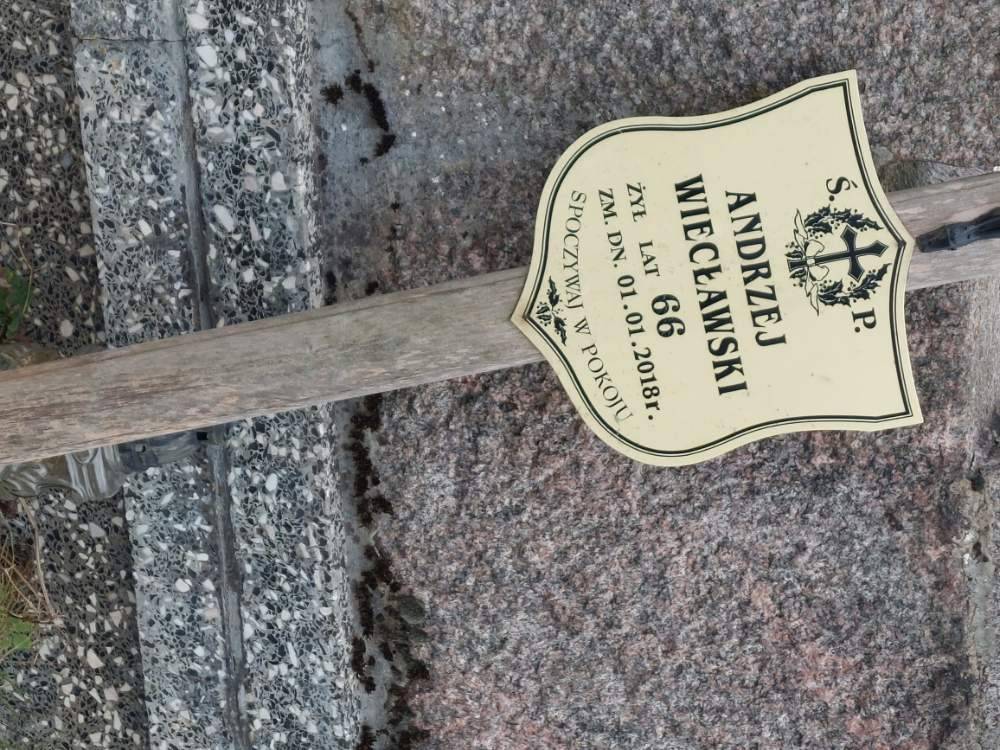 Ś. P.
ANDRZEJ
WIECŁAWSKI
ŻYŁ LAT 66
ZM. DN. 01.01.2018r.
SPOCZYWAJ W POKOJU